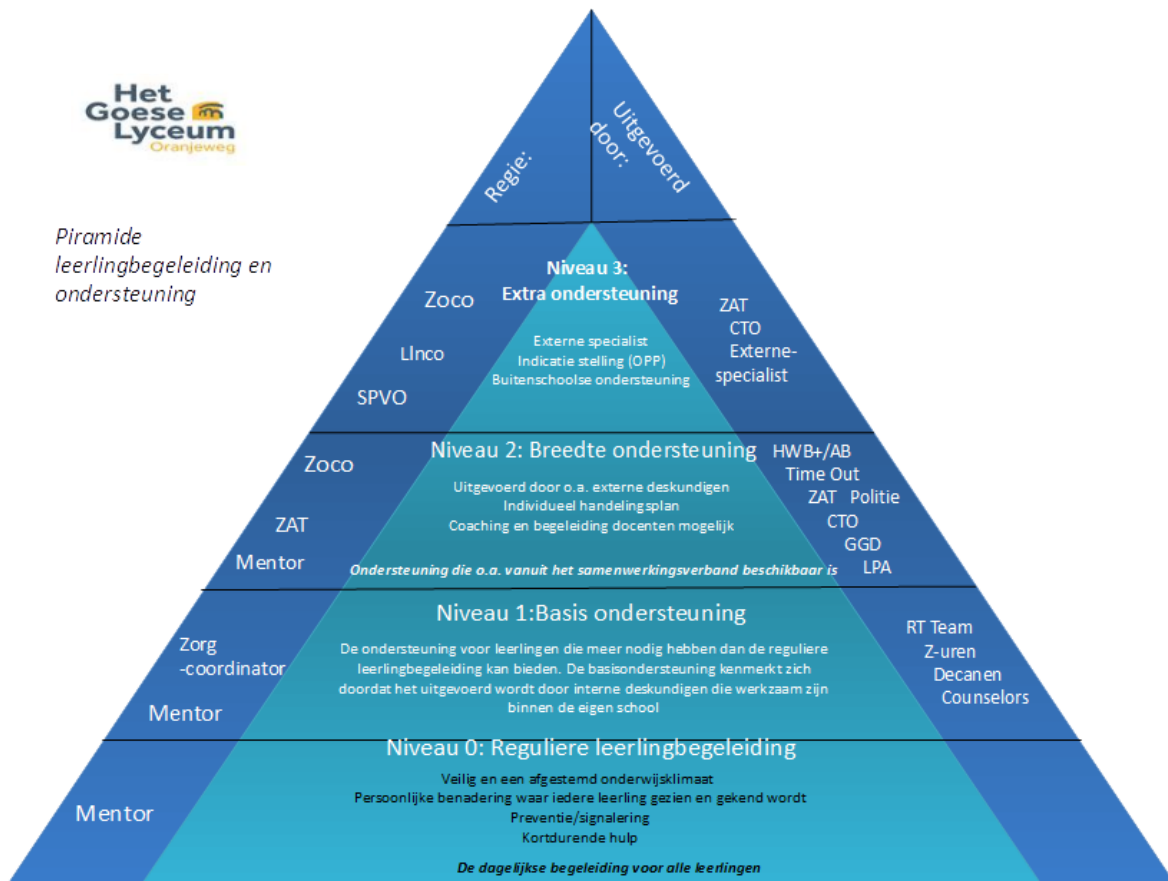 Het
Goese
Lyceum
Oranjeweg
Piramide
leerlingbegeleiding en
ondersteuning
Regie:
Uitgevoerd
door:
Niveau 3:
Extra ondersteuning
Externe specialist
Indicatie stelling (OPP)
Buitenschoolse ondersteuning
Zoco
LInco
SPVO
ZAT
CTO
Externe-
specialist
Niveau 2: Breedte ondersteuning
Uitgevoerd door o.a. externe deskundigen
Individueel handelingsplan
Coaching en begeleiding docenten mogelijk
Ondersteuning die o.a. vanuit het samenwerkingsverband beschikbaar is
Zoco
ZAT
Mentor
HWB+/AB
Time Out
ZAT Politie
CTO
GGD
LPA
Niveau 1:Basis ondersteuning
De ondersteuning voor leerlingen die meer nodig hebben dan de reguliere
leerlingbegeleiding kan bieden. De basisondersteuning kenmerkt zich
doordat het uitgevoerd wordt door interne deskundigen die werkzaam zijn
binnen de eigen school
Zorg
-coordinator
Mentor
RT Team
Z-uren
Decanen
Counselors
Niveau 0: Reguliere leerlingbegeleiding
Veilig en een afgestemd onderwijsklimaat
Persoonlijke benadering waar iedere leerling gezien en gekend wordt
Preventie/signalering
Kortdurende hulp
De dagelijkse begeleiding voor alle leerlingen
Mentor